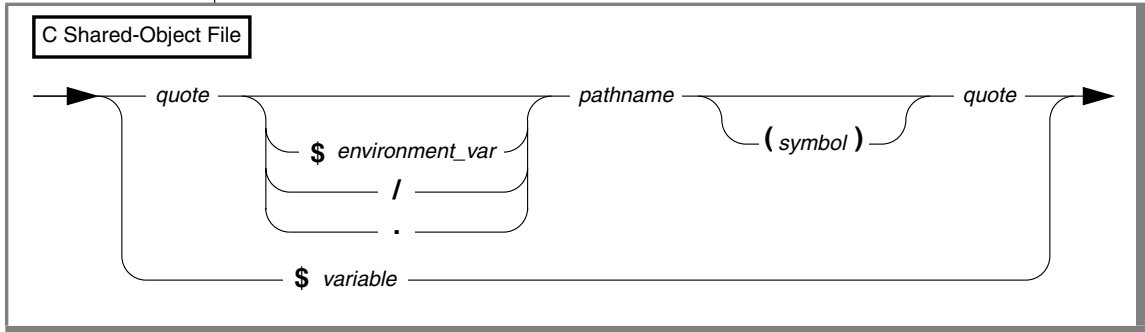 C Shared-Object File
quote pathname quote
( symbol )
$ environment_var
/
.
$ variable